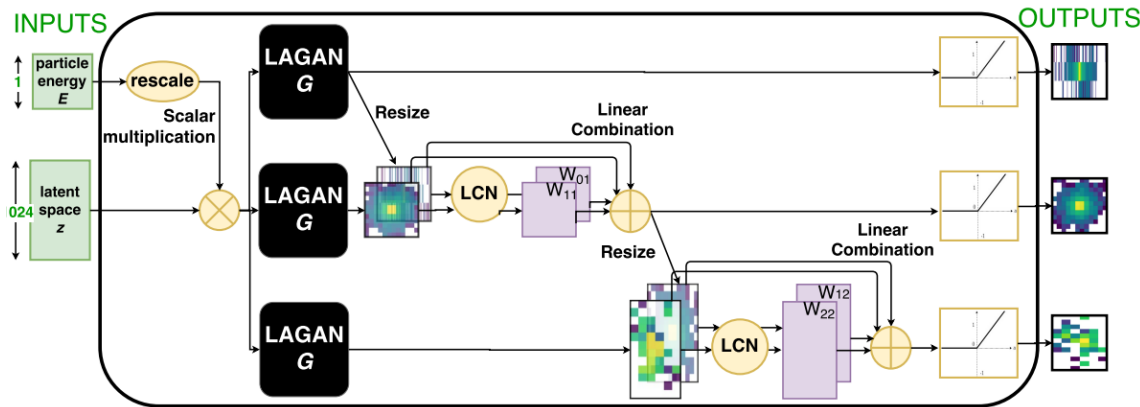 INPUTS
OUTPUTS
particle
energy
E
1
rescale
Scalar
multiplication
latent
space
z
024
LAGAN
G
Resize
Linear
Combination
LAGAN
G
LCN
W01
W11
Resize
Linear
Combination
LAGAN
G
LCN
W12
W22